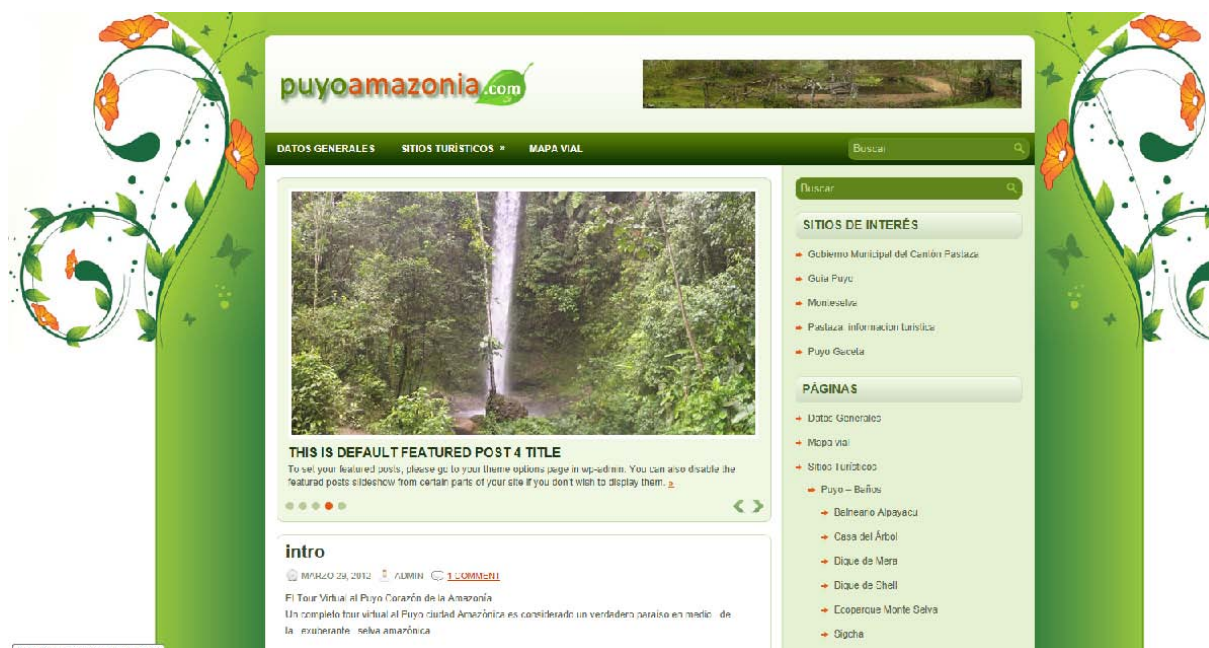 puyoamazonia.com
DATOS GENERALES SITIOS TURÍSTICOS » MAPA VIAL Buscar
THIS IS DEFAULT FEATURED POST 4 TITLE
To set your featured posts, please go to your theme options page in wp-admin. You can also disable the
featured posts slideshow from certain parts of your site if you don't wish to display them. »
intro
MARZO 29, 2012 ADMIN 1 COMMENT
El Tour Virtual al Puyo Corazón de la Amazonía
Un completo tour virtual al Puyo ciudad Amazónica es considerado un verdadero paraiso en medio de
la exuberante selva amazónica
Buscar
SITIOS DE INTERÉS
Gobierno Municipal del Cantón Pastaza
Guia Puyo
Monteselva
Pastaza: informacion turistica
Puyo Gaceta
PÁGINAS
Datos Generales
Mapa vial
Sitios Turísticos
Puyo – Baños
Balneario Alpayacu
Casa del Árbol
Dique de Mera
Dique de Shell
Ecoparque Monte Selva
Sigcha